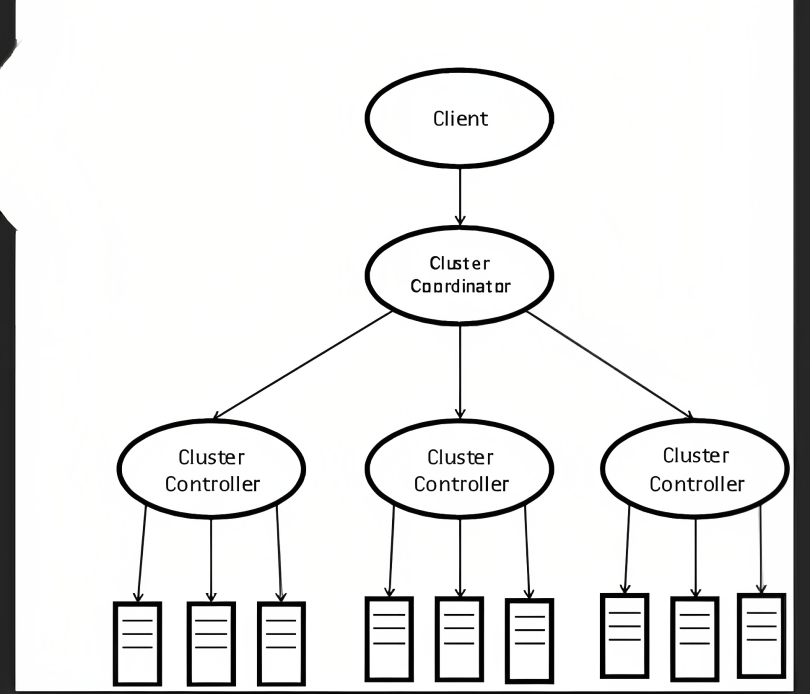 Client
Cluster
Coordinator
Cluster
Controller
Cluster
Controller
Cluster
Controller